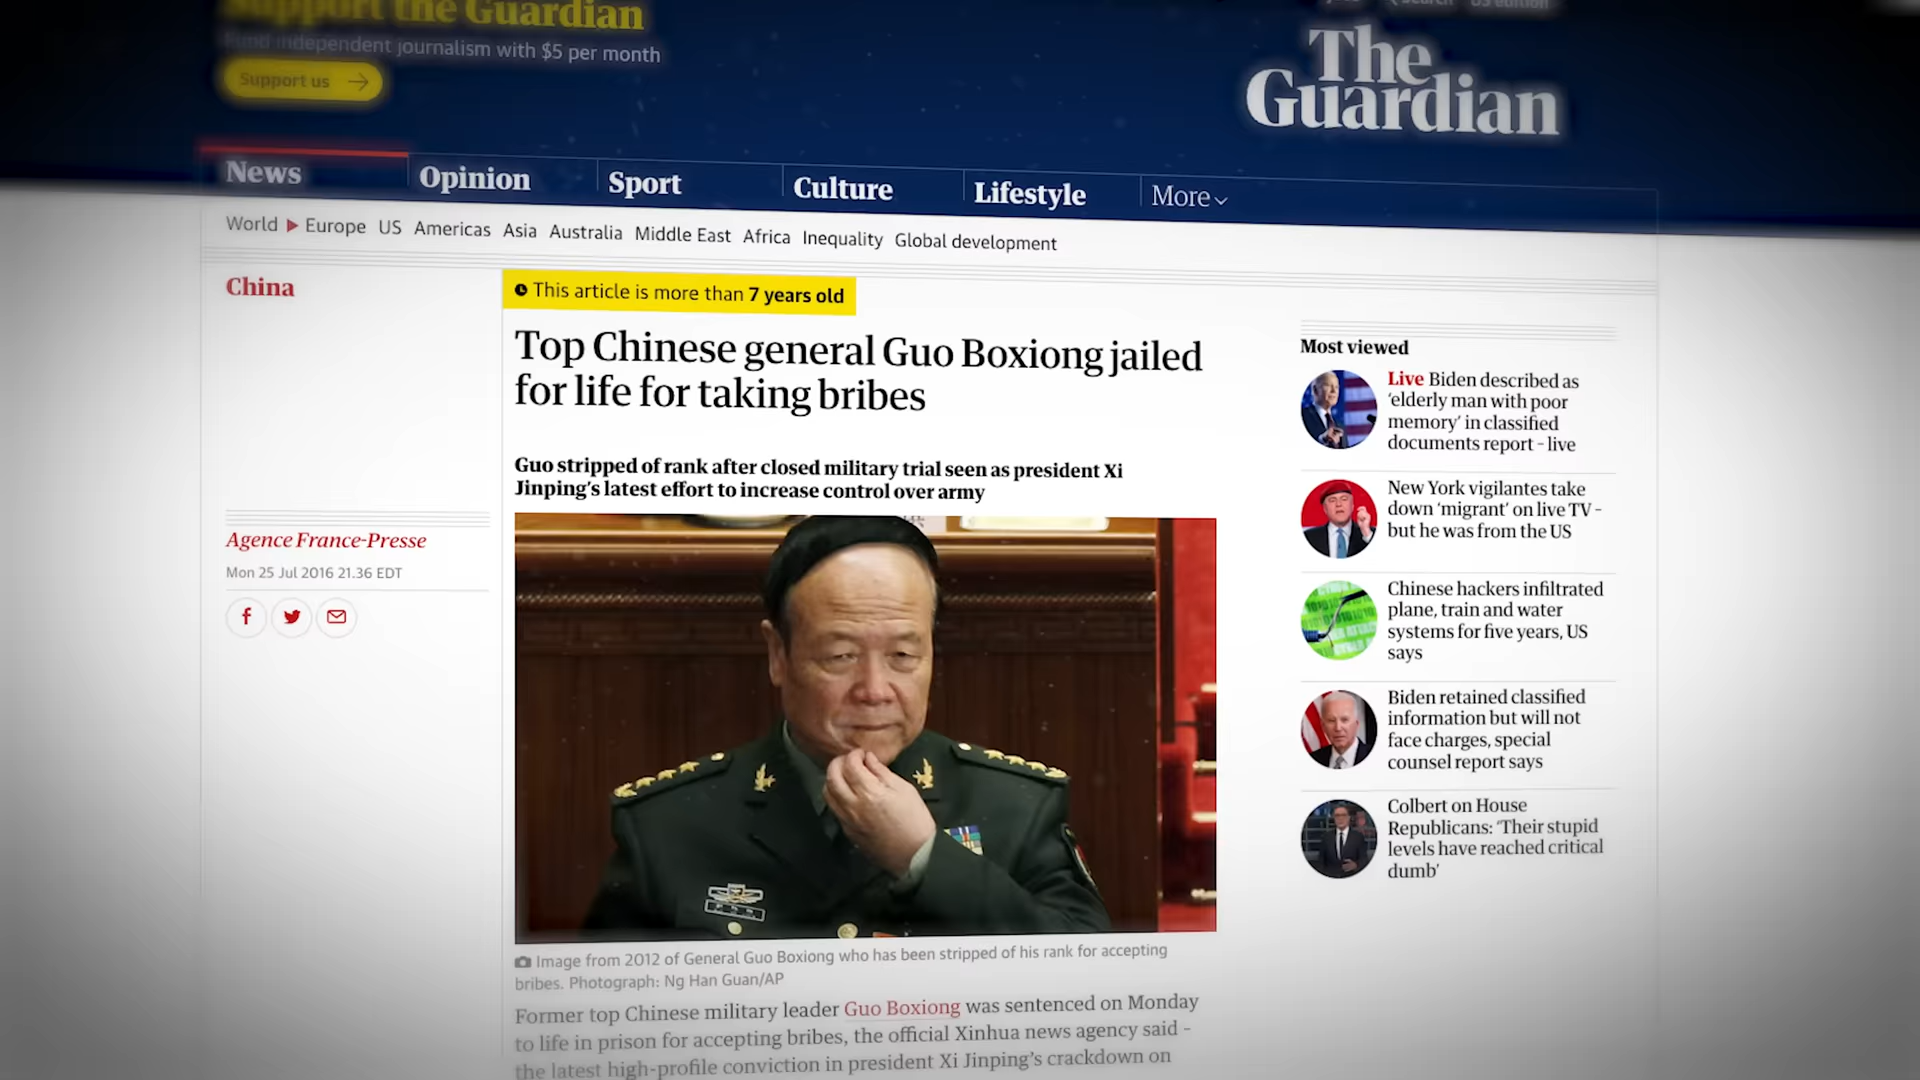 Support the Guardian
Fund independent journalism with $5 per month
Support us
The
Guardian
News
Opinion
Sport
Culture
Lifestyle
More
World
Europe
US
Americas
Asia
Australia
Middle East
Africa
Inequality
Global development
China
This article is more than 7 years old
Top Chinese general Guo Boxiong jailed
for life for taking bribes
Guo stripped of rank after closed military trial seen as president Xi
Jinping's latest effort to increase control over army
Agence France-Presse
Mon 25 Jul 2016 21.36 EDT
Image from 2012 of General Guo Boxiong who has been stripped of his rank for accepting
bribes. Photograph: Ng Han Guan/AP
Former top Chinese military leader Guo Boxiong was sentenced on Monday
to life in prison for accepting bribes, the official Xinhua news agency said –
the latest high-profile conviction in president Xi Jinping's crackdown on
Most viewed
Live Biden described as
‘elderly man with poor
memory’ in classified
documents report – live
New York vigilantes take
down ‘migrant’ on live TV –
but he was from the US
Chinese hackers infiltrated
plane, train and water
systems for five years, US
says
Biden retained classified
information but will not
face charges, special
counsel report says
Colbert on House
Republicans: ‘Their stupid
levels have reached critical
dumb’